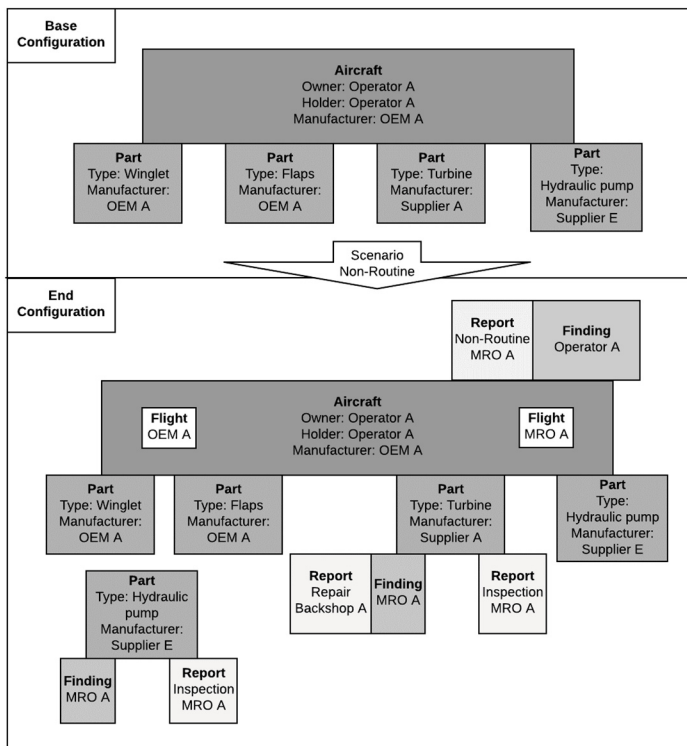 Base
Configuration
Aircraft
Owner: Operator A
Holder: Operator A
Manufacturer: OEM A
Part
Type: Winglet
Manufacturer:
OEM A
Part
Type: Flaps
Manufacturer:
OEM A
Part
Type: Turbine
Manufacturer:
Supplier A
Part
Type:
Hydraulic pump
Manufacturer:
Supplier E
Scenario
Non-Routine
End
Configuration
Report
Non-Routine
MRO A
Finding
Operator A
Aircraft
Owner: Operator A
Holder: Operator A
Manufacturer: OEM A
Flight
OEM A
Flight
MRO A
Part
Type: Winglet
Manufacturer:
OEM A
Part
Type: Flaps
Manufacturer:
OEM A
Part
Type: Turbine
Manufacturer:
Supplier A
Part
Type:
Hydraulic pump
Manufacturer:
Supplier E
Report
Repair
Backshop A
Finding
MRO A
Report
Inspection
MRO A
Part
Type: Hydraulic
pump
Manufacturer:
Supplier E
Finding
MRO A
Report
Inspection
MRO A